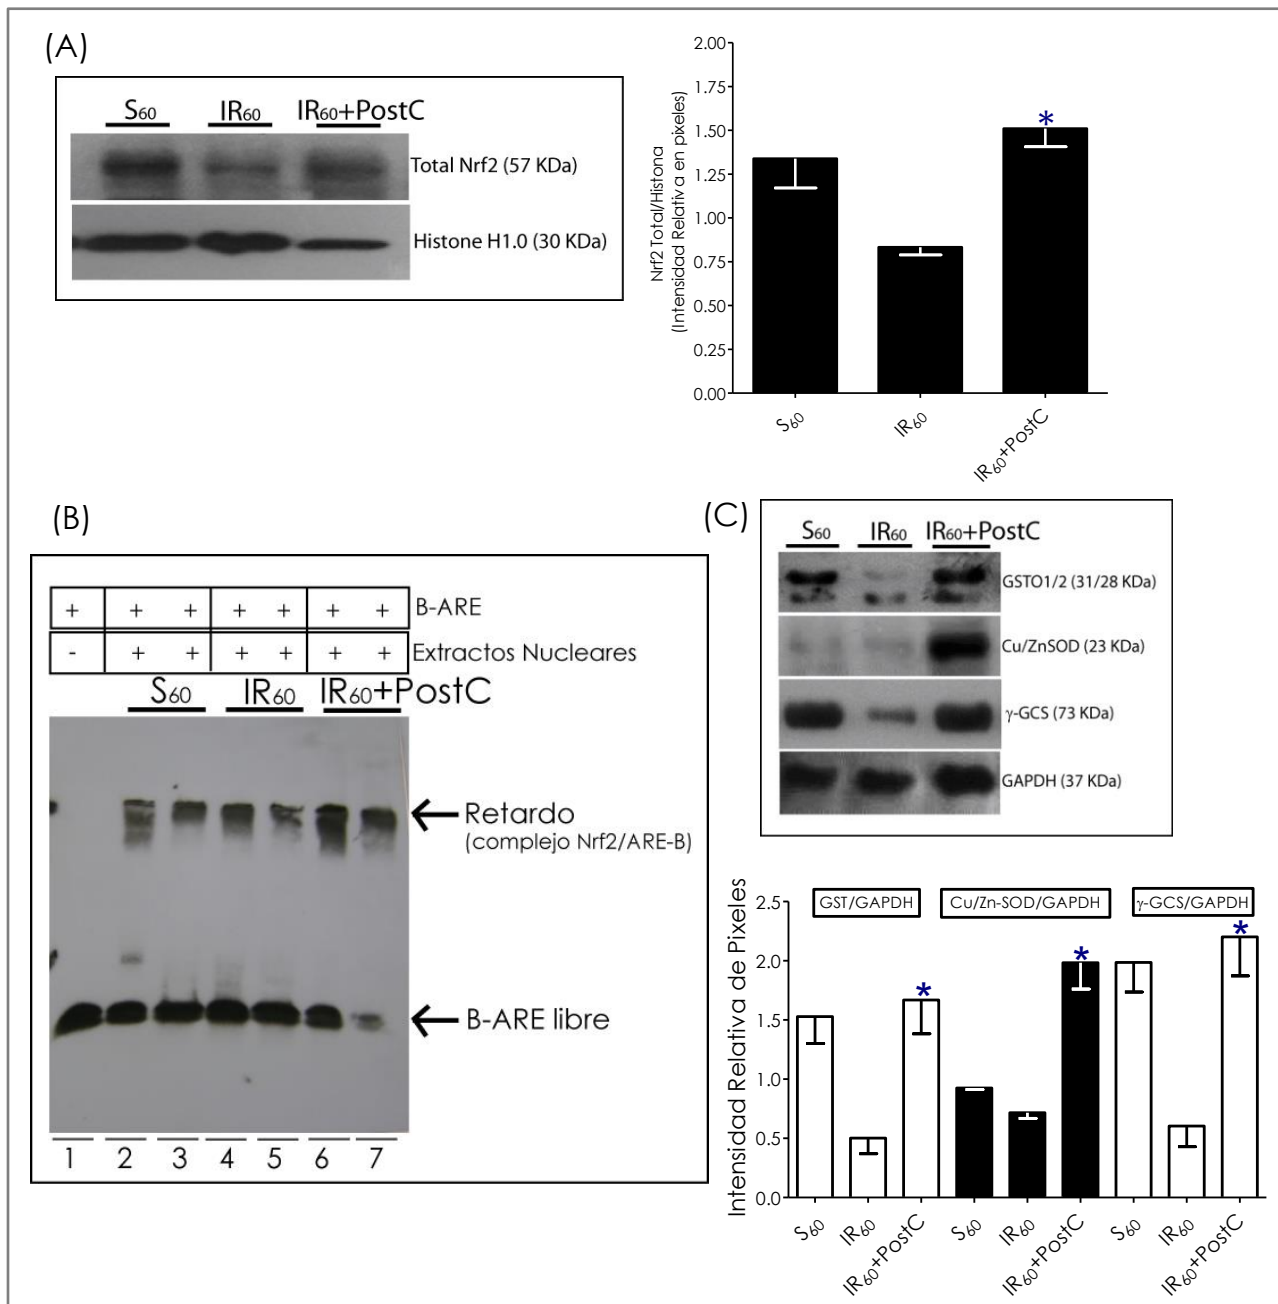 (A)
S60 IR60 IR60+PostC
Total Nrf2 (57 KDa)
Histone H1.0 (30 KDa)
Nrf2 Total/Histona
(Intensidad Relativa en pixeles)
2.00
1.75
1.50
1.25
1.00
0.75
0.50
0.25
0.00
*
S60 IR60 IR60+PostC
(B)
+ + + + + + + B-ARE
- + + + + + + Extractos Nucleares
S60 IR60 IR60+PostC
Retardo
(complejo Nrf2/ARE-B)
B-ARE libre
1 2 3 4 5 6 7
(C)
S60 IR60 IR60+PostC
GSTO1/2 (31/28 KDa)
Cu/ZnSOD (23 KDa)
γ-GCS (73 KDa)
GAPDH (37 KDa)
Intensidad Relativa de Pixeles
2.5
2.0
1.5
1.0
0.5
0.0
GST/GAPDH Cu/Zn-SOD/GAPDH γ-GCS/GAPDH
* * *
S60 IR60 IR60+PostC S60 IR60 IR60+PostC S60 IR60 IR60+PostC